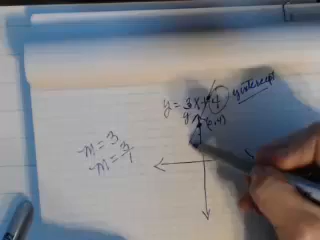 y = 3x + 4 y intercept
y (0,4)
m = 3
m = 3/1